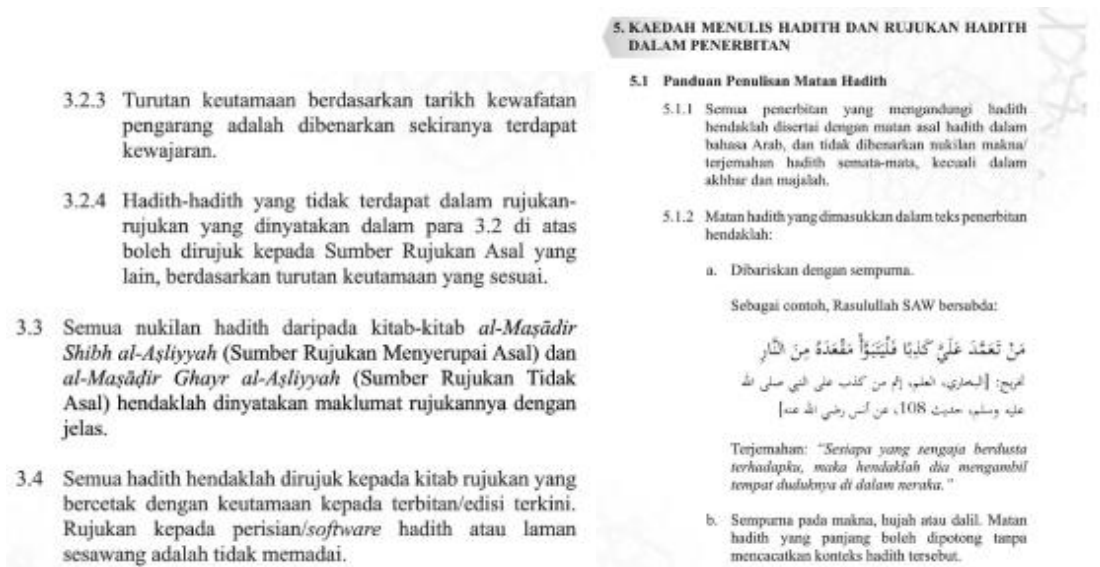 3.2.3 Turutan keutamaan berdasarkan tarikh kewafatan
pengarang adalah dibenarkan sekiranya terdapat
kewajaran.
3.2.4 Hadith-hadith yang tidak terdapat dalam rujukan-
rujukan yang dinyatakan dalam para 3.2 di atas
boleh dirujuk kepada Sumber Rujukan Asal yang
lain, berdasarkan turutan keutamaan yang sesuai.
3.3 Semua nukilan hadith daripada kitab-kitab al-Maṣādir
Shibh al-Aṣliyyah (Sumber Rujukan Menyerupai Asal) dan
al-Maṣāḍir Ghayr al-Aṣliyyah (Sumber Rujukan Tidak
Asal) hendaklah dinyatakan maklumat rujukannya dengan
jelas.
3.4 Semua hadith hendaklah dirujuk kepada kitab rujukan yang
bercetak dengan keutamaan kepada terbitan/edisi terkini.
Rujukan kepada perisian/software hadith atau laman
sesawang adalah tidak memadai.
5. KAEDAH MENULIS HADITH DAN RUJUKAN HADITH
DALAM PENERBITAN
5.1 Panduan Penulisan Matan Hadith
5.1.1 Semua penerbitan yang mengandungi hadith
hendaklah disertai dengan matan asal hadith dalam
bahasa Arab, dan tidak dibenarkan nukilan makna/
terjemahan hadith semata-mata, kecuali dalam
akhbar dan majalah.
5.1.2 Matan hadith yang dimasukkan dalam teks penerbitan
hendaklah:
a. Dibariskan dengan sempurna.
Sebagai contoh, Rasulullah SAW bersabda:
مَنْ تَعَمَّدَ عَلَيَّ كَذِبًا فَلْيَتَبَوَّأْ مَقْعَدَهُ مِنَ النَّارِ
تخريج: [البخاري، العلم، إثم من كذب على النبي صلى الله
عليه وسلم، حديث 108، عن أنس رضي الله عنه]
Terjemahan: "Sesiapa yang sengaja berdusta
terhadapku, maka hendaklah dia mengambil
tempat duduknya di dalam neraka."
b. Sempurna pada makna, hujah atau dalil. Matan
hadith yang panjang boleh dipotong tanpa
mencacatkan konteks hadith tersebut.